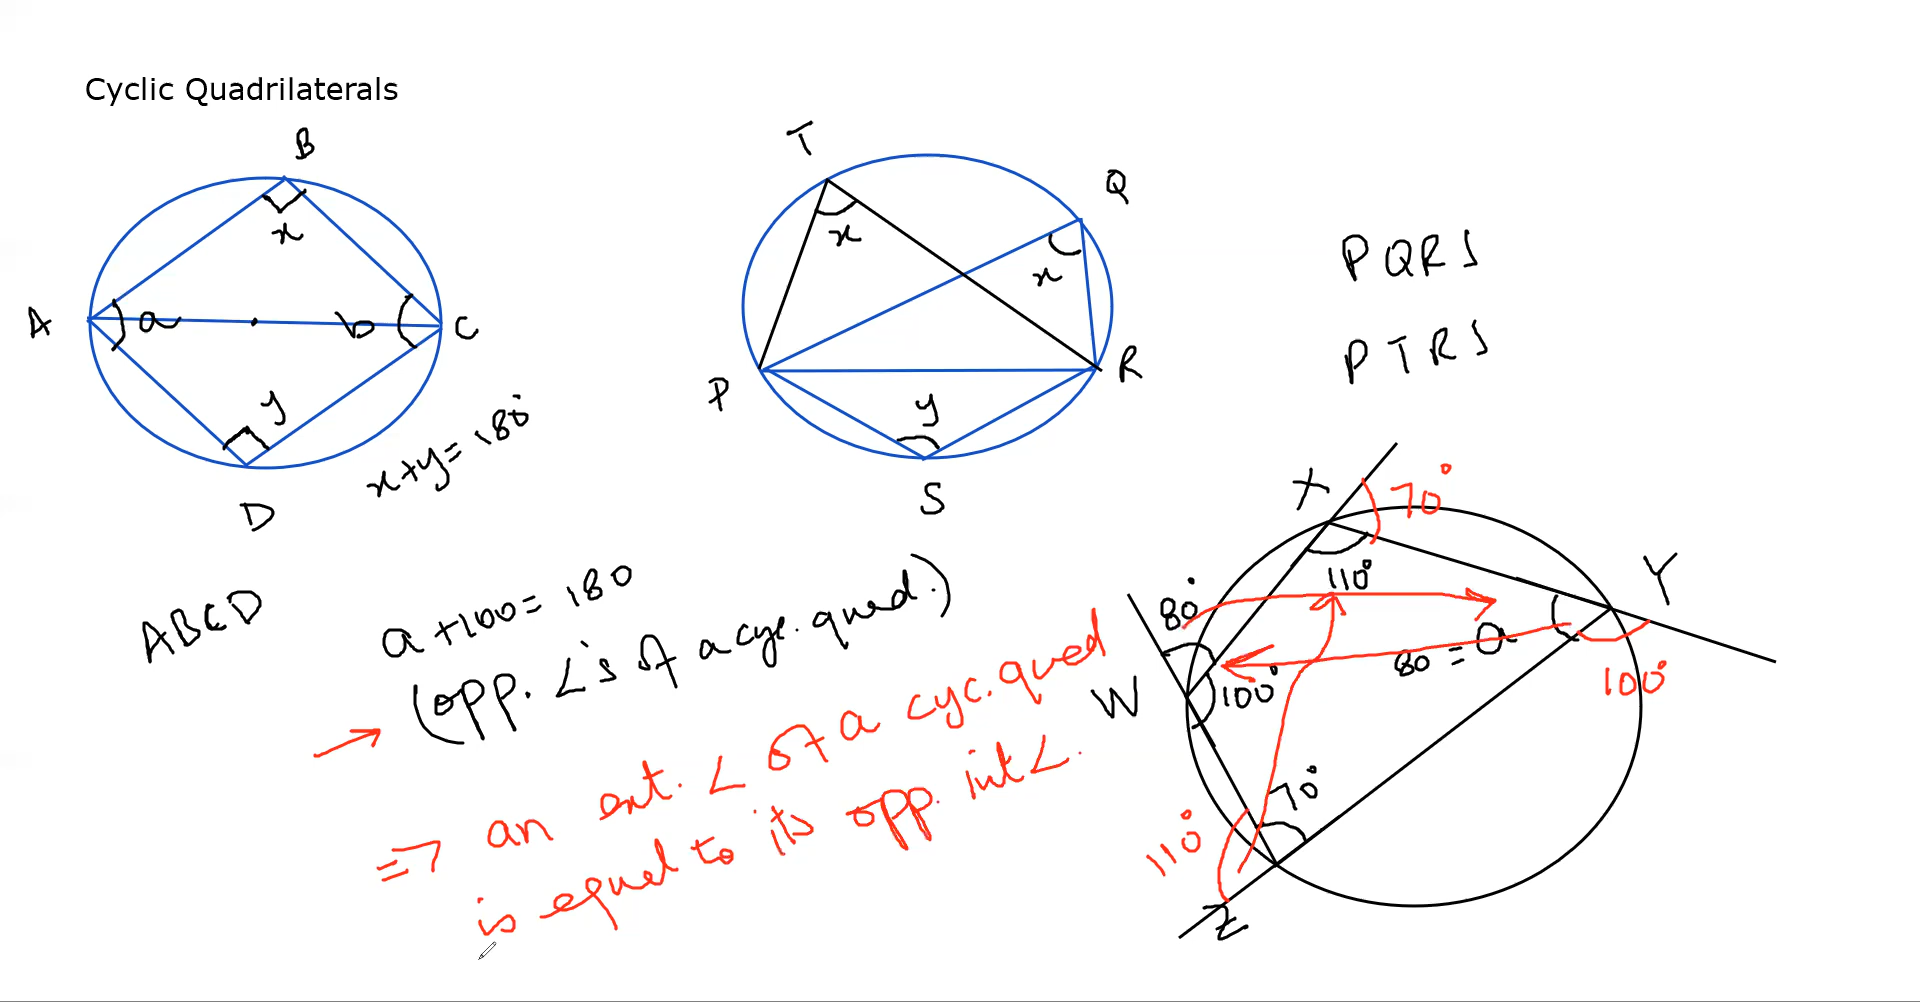 Cyclic Quadrilaterals
B
x
A
a
b
C
y
D
x+y=180°
T
Q
x
x
P
R
y
S
PQRS
PTRS
ABCD
a+100=180
(opp. ∠'s of a cyc. quad.)
→
=> an ext. ∠ of a cyc. quad
is equal to its opp. int ∠.
X
70°
110°
Y
80°
80 = a
100°
W
100°
70°
110°
Z